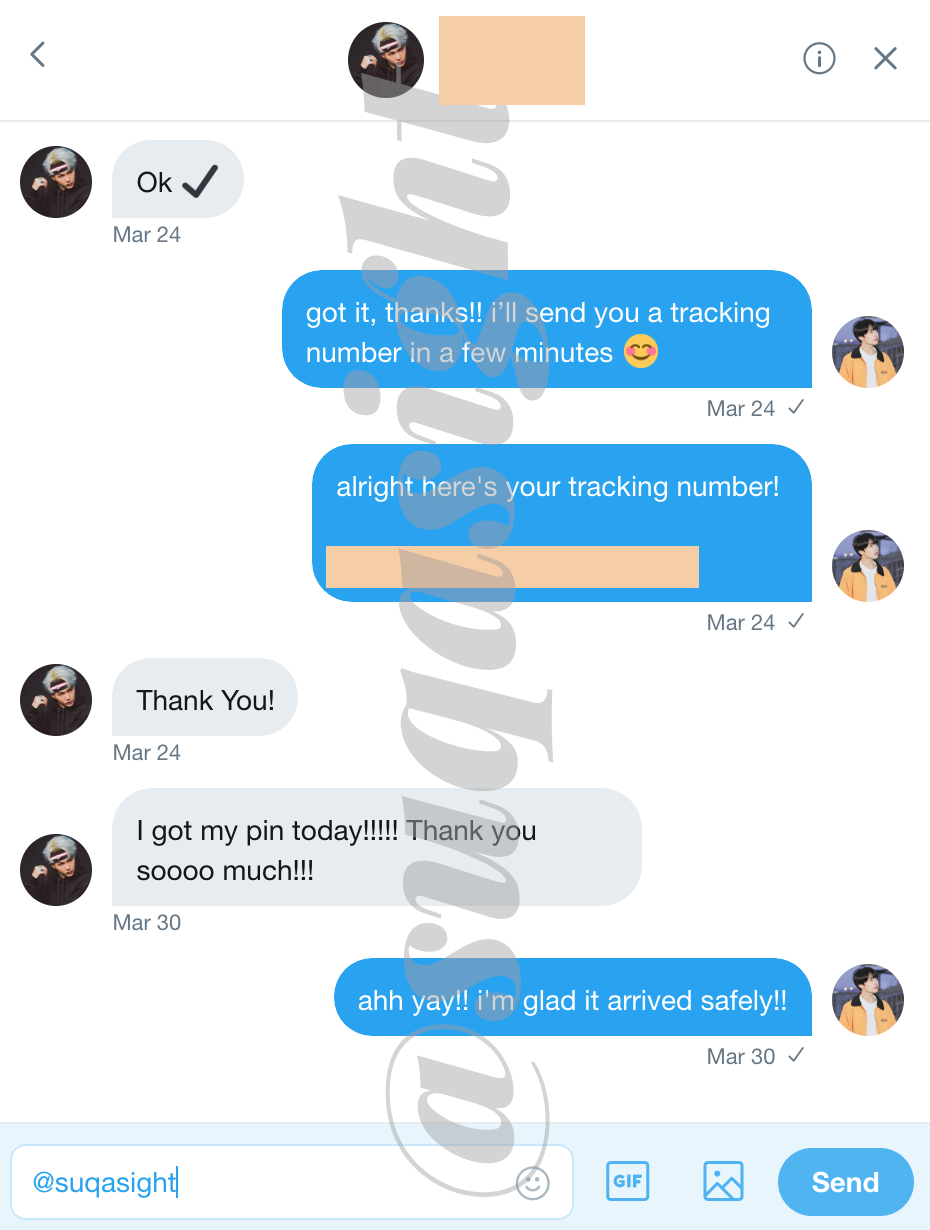 Ok ✔
Mar 24
got it, thanks!! i'll send you a tracking
number in a few minutes 😊
Mar 24 ✓
alright here's your tracking number!
Mar 24 ✓
Thank You!
Mar 24
I got my pin today!!!!! Thank you
soooo much!!!
Mar 30
ahh yay!! i'm glad it arrived safely!!
Mar 30 ✓
@suqasight
GIF
Send
@suqasight